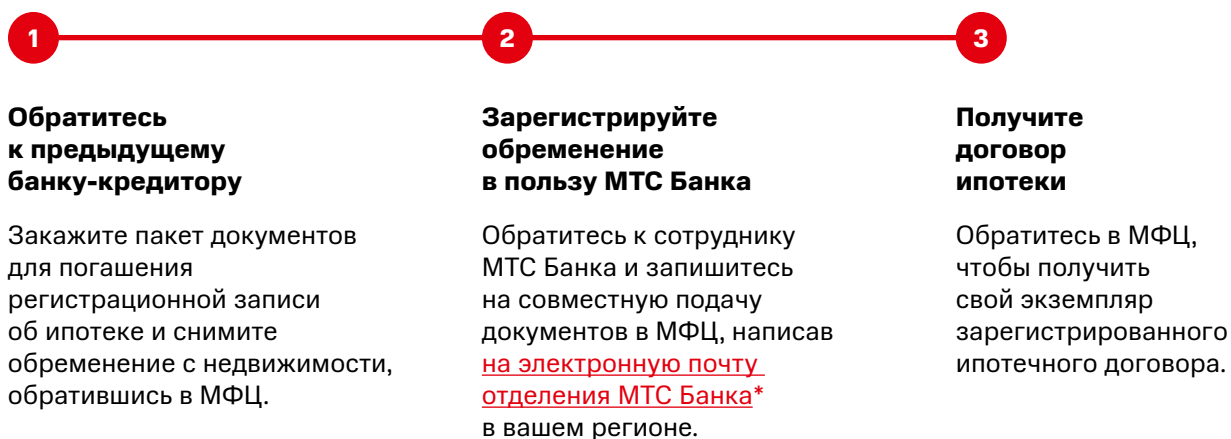 1
2
3
Обратитесь
к предыдущему
банку-кредитору
Закажите пакет документов
для погашения
регистрационной записи
об ипотеке и снимите
обременение с недвижимости,
обратившись в МФЦ.
Зарегистрируйте
обременение
в пользу МТС Банка
Обратитесь к сотруднику
МТС Банка и запишитесь
на совместную подачу
документов в МФЦ, написав
на электронную почту
отделения МТС Банка*
в вашем регионе.
Получите
договор
ипотеки
Обратитесь в МФЦ,
чтобы получить
свой экземпляр
зарегистрированного
ипотечного договора.